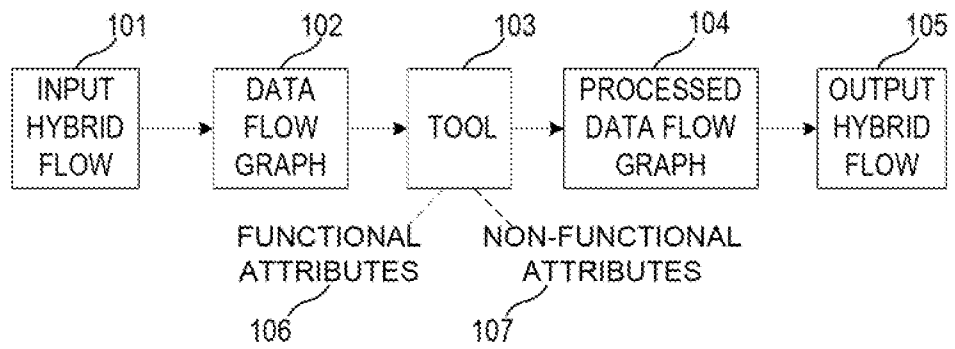 101
102
103
104
105
INPUT
HYBRID
FLOW
DATA
FLOW
GRAPH
TOOL
PROCESSED
DATA FLOW
GRAPH
OUTPUT
HYBRID
FLOW
FUNCTIONAL
ATTRIBUTES
NON-FUNCTIONAL
ATTRIBUTES
106
107